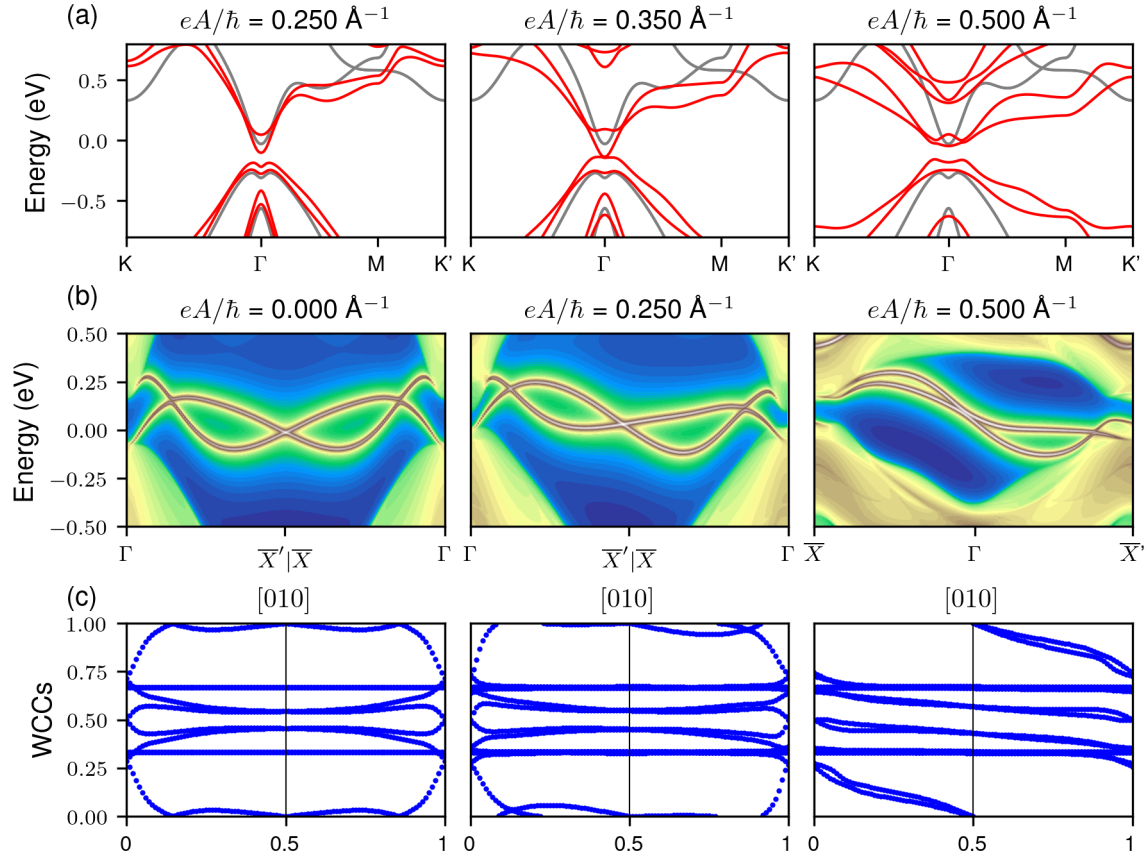 (a)
eA/ħ = 0.250 Å⁻¹
eA/ħ = 0.350 Å⁻¹
eA/ħ = 0.500 Å⁻¹
Energy (eV)
0.5
0.0
−0.5
K Γ M K'
K Γ M K'
K Γ M K'
(b)
eA/ħ = 0.000 Å⁻¹
eA/ħ = 0.250 Å⁻¹
eA/ħ = 0.500 Å⁻¹
Energy (eV)
0.50
0.25
0.00
−0.25
−0.50
Γ X̅′|X̅ Γ
Γ X̅′|X̅ Γ
X̅ Γ X̅'
(c)
[010]
[010]
[010]
WCCs
1.00
0.75
0.50
0.25
0.00
0 0.5 1
0 0.5 1
0 0.5 1